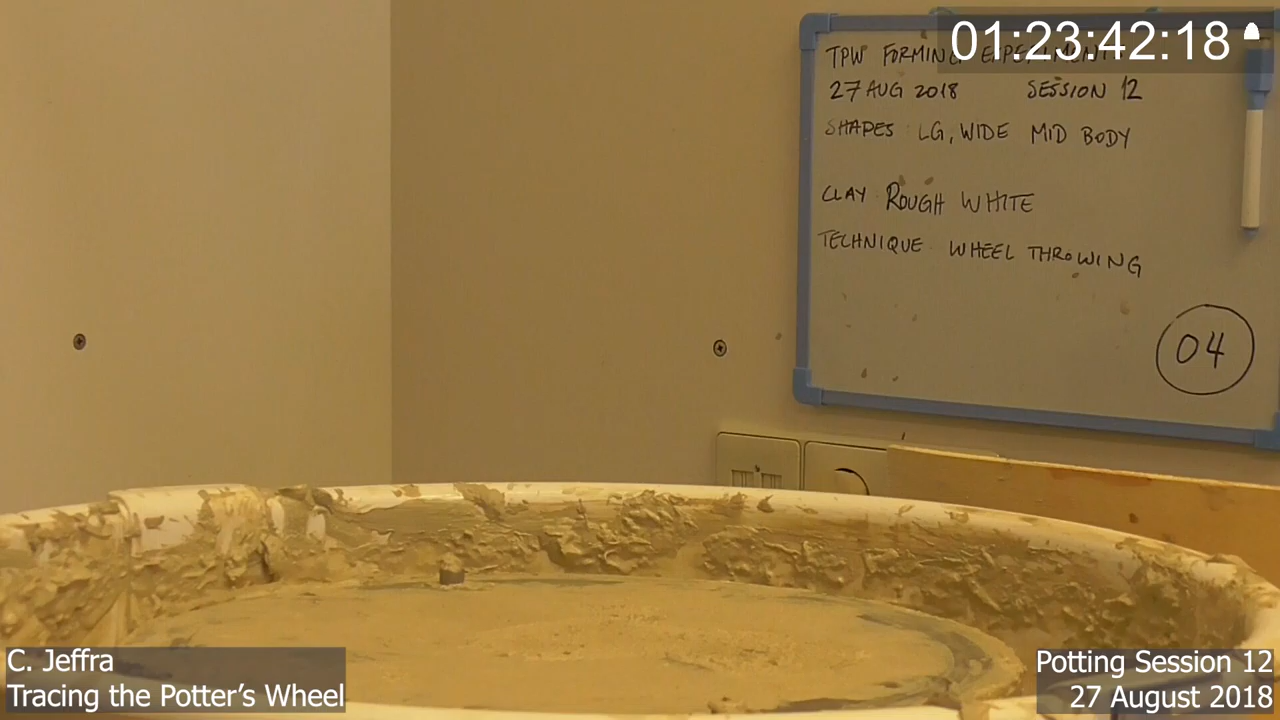 01:23:42:18
TPW FORMING EXPERIMENTS
27 AUG 2018 SESSION 12
SHAPES: LG, WIDE MID BODY
CLAY: ROUGH WHITE
TECHNIQUE: WHEEL THROWING
04
C. Jeffra
Tracing the Potter's Wheel
Potting Session 12
27 August 2018